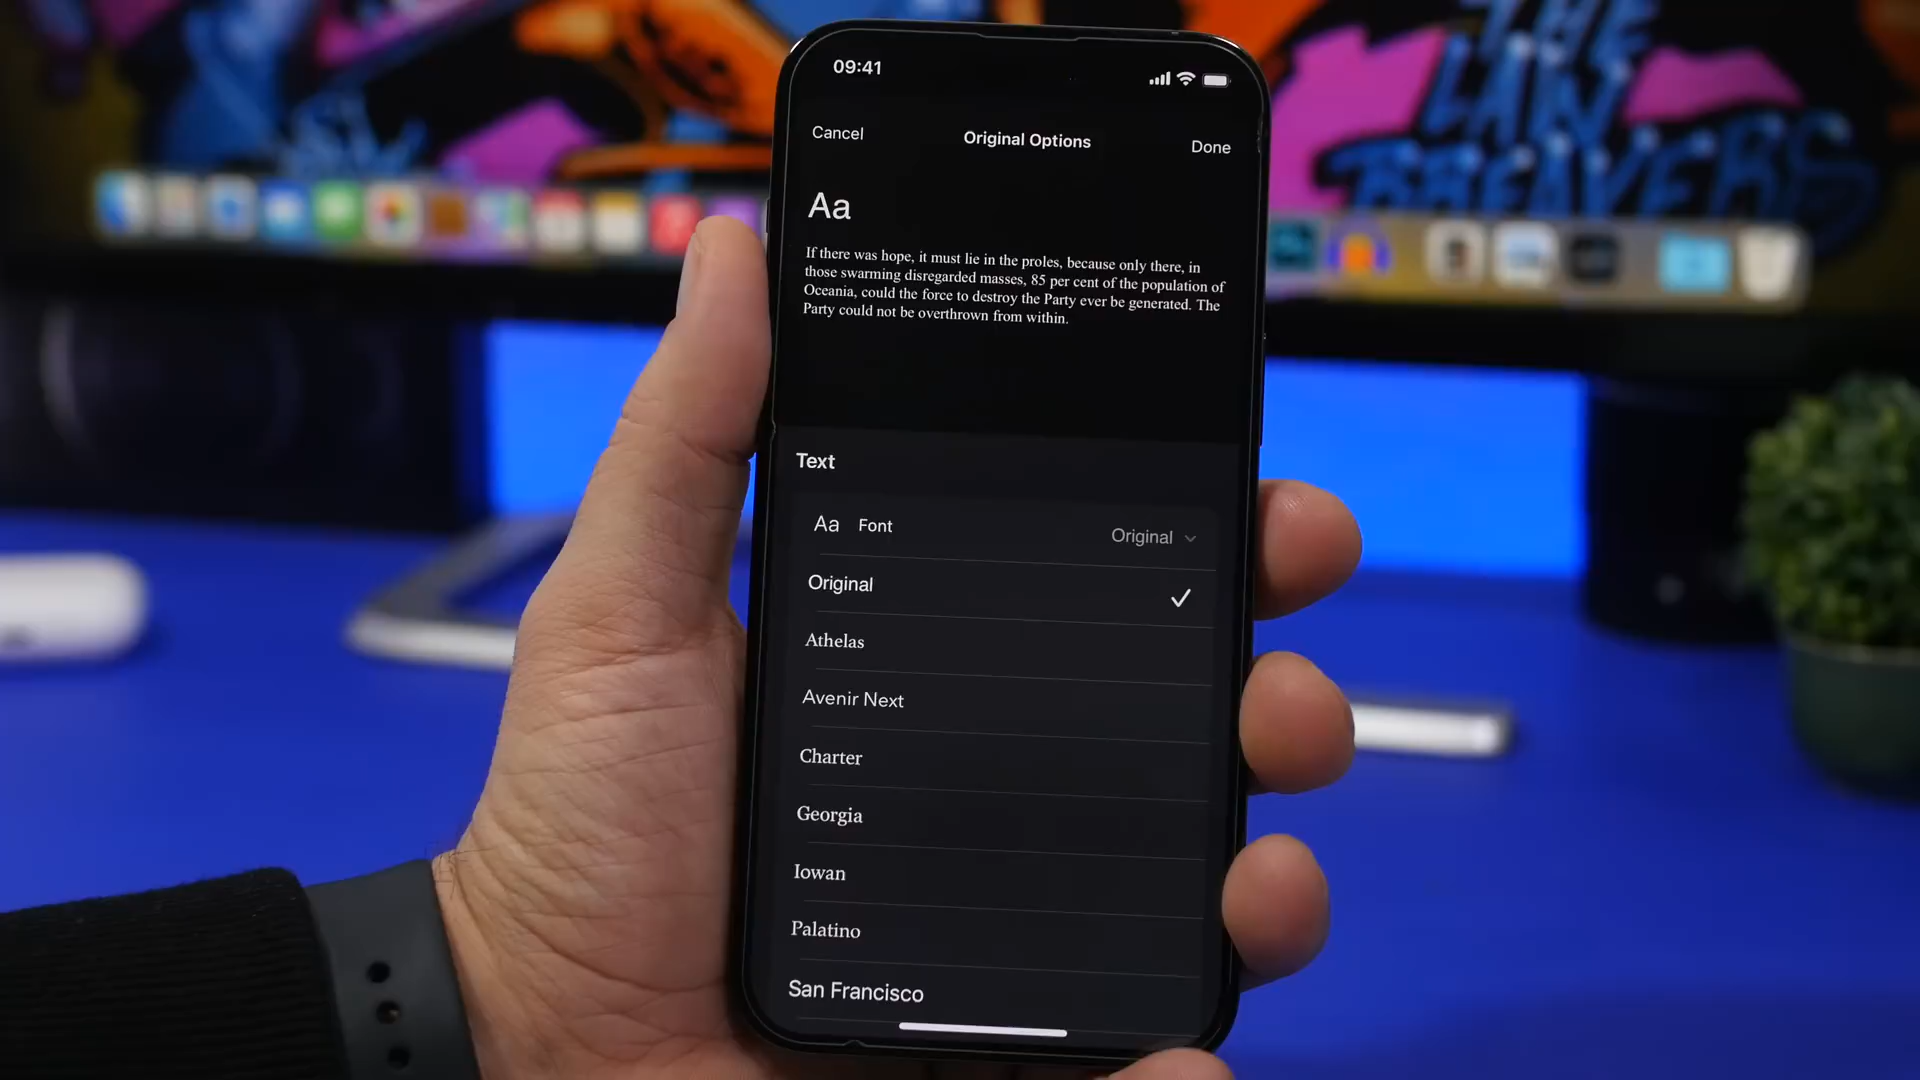 THE
LAW
BREAKERS
09:41
Cancel
Original Options
Done
Aa
If there was hope, it must lie in the proles, because only there, in
those swarming disregarded masses, 85 per cent of the population of
Oceania, could the force to destroy the Party ever be generated. The
Party could not be overthrown from within.
Text
Aa Font
Original
Original
Athelas
Avenir Next
Charter
Georgia
Iowan
Palatino
San Francisco